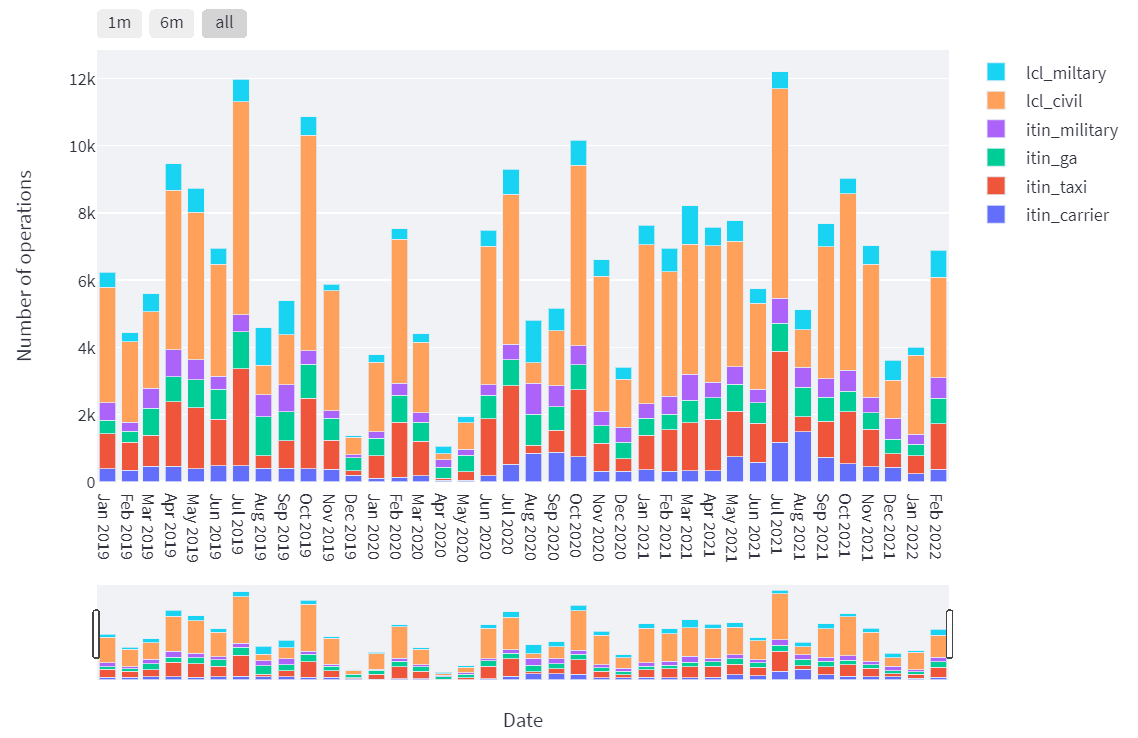 1m 6m all
12k
10k
8k
6k
4k
2k
0
Number of operations
Jan 2019
Feb 2019
Mar 2019
Apr 2019
May 2019
Jun 2019
Jul 2019
Aug 2019
Sep 2019
Oct 2019
Nov 2019
Dec 2019
Jan 2020
Feb 2020
Mar 2020
Apr 2020
May 2020
Jun 2020
Jul 2020
Aug 2020
Sep 2020
Oct 2020
Nov 2020
Dec 2020
Jan 2021
Feb 2021
Mar 2021
Apr 2021
May 2021
Jun 2021
Jul 2021
Aug 2021
Sep 2021
Oct 2021
Nov 2021
Dec 2021
Jan 2022
Feb 2022
Date
lcl_miltary
lcl_civil
itin_military
itin_ga
itin_taxi
itin_carrier